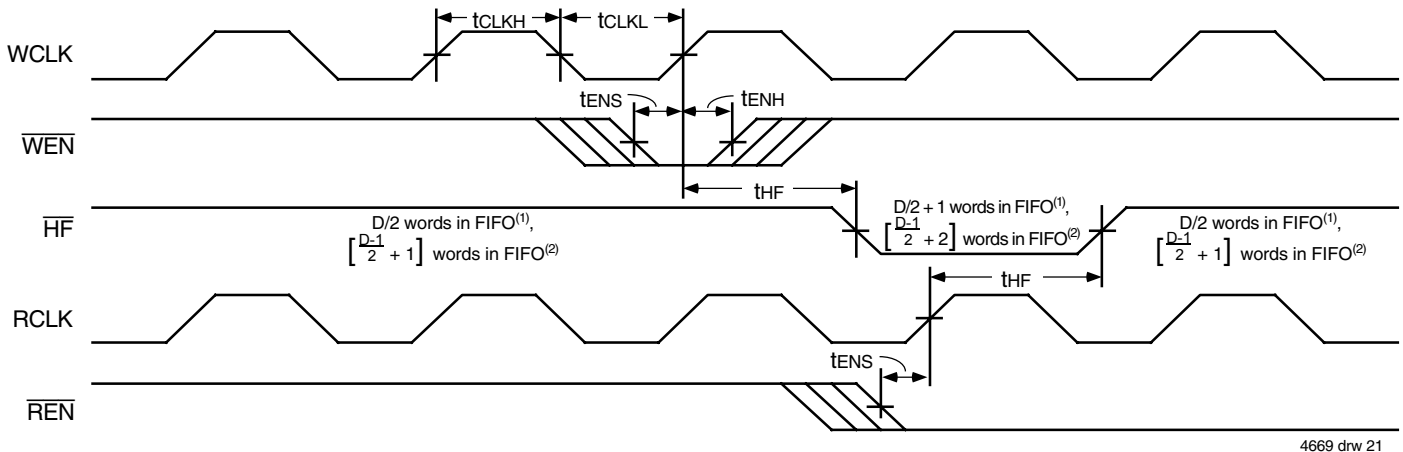 tCLKH
tCLKL
WCLK
tENS
tENH
WEN
tHF
HF
D/2 words in FIFO(1),
[D-1/2 + 1] words in FIFO(2)
D/2 + 1 words in FIFO(1),
[D-1/2 + 2] words in FIFO(2)
D/2 words in FIFO(1),
[D-1/2 + 1] words in FIFO(2)
tHF
RCLK
tENS
REN
4669 drw 21